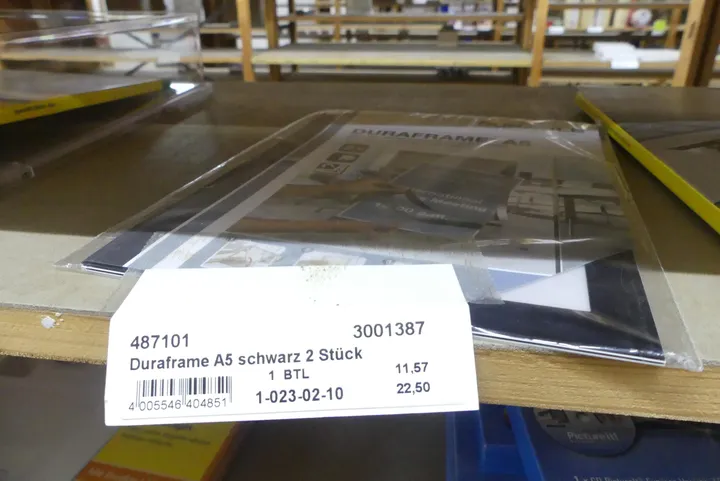 DURAFRAME A5
487101 3001387
Duraframe A5 schwarz 2 Stück
1 BTL 11,57
4 005546 404851 1-023-02-10 22,50